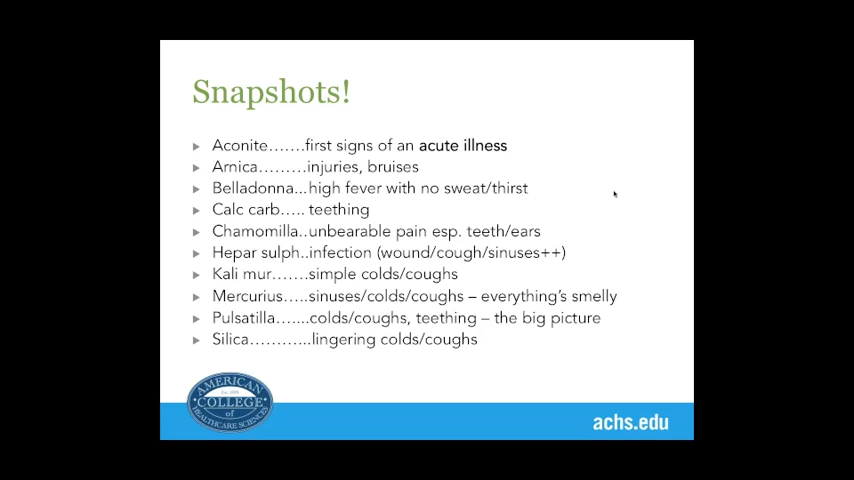 Snapshots!
Aconite…….first signs of an acute illness
Arnica………injuries, bruises
Belladonna...high fever with no sweat/thirst
Calc carb….. teething
Chamomilla..unbearable pain esp. teeth/ears
Hepar sulph..infection (wound/cough/sinuses++)
Kali mur…….simple colds/coughs
Mercurius…..sinuses/colds/coughs – everything's smelly
Pulsatilla…....colds/coughs, teething – the big picture
Silica………...lingering colds/coughs
AMERICAN
COLLEGE
of
HEALTHCARE SCIENCES
achs.edu